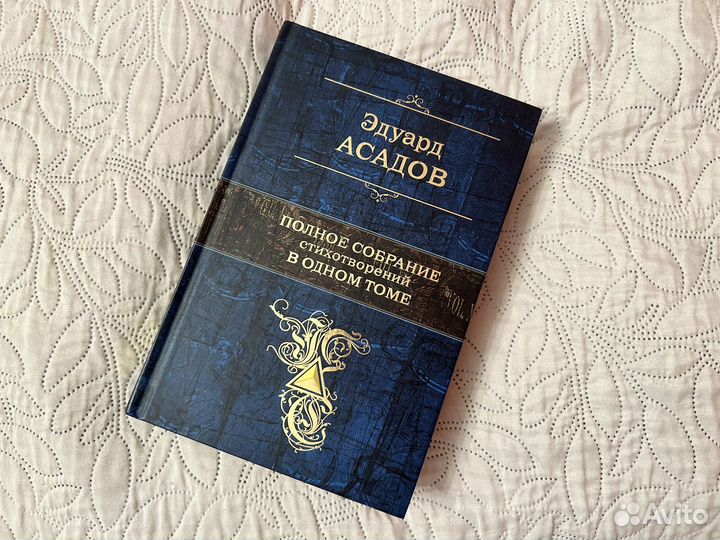 Эдуард
АСАДОВ
ПОЛНОЕ СОБРАНИЕ
стихотворений
В ОДНОМ ТОМЕ
Avito